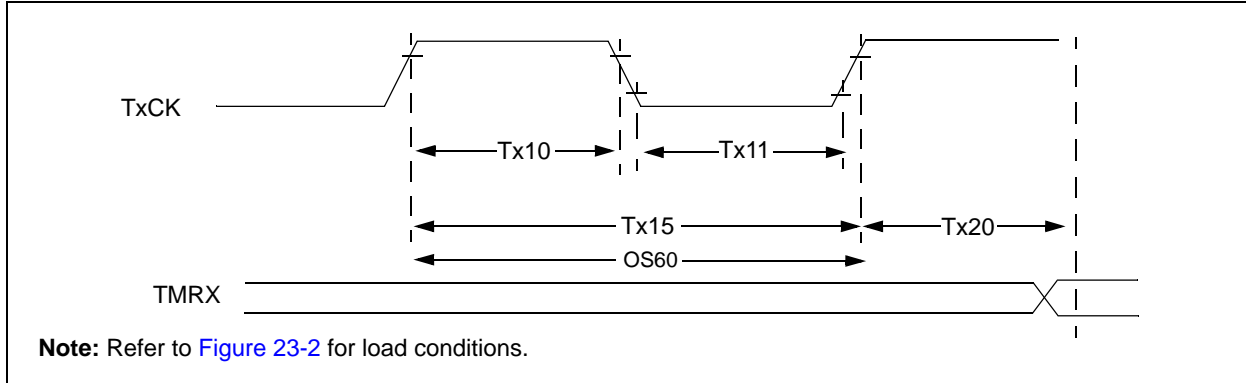 TxCK
Tx10
Tx11
Tx15
Tx20
OS60
TMRX
Note: Refer to Figure 23-2 for load conditions.